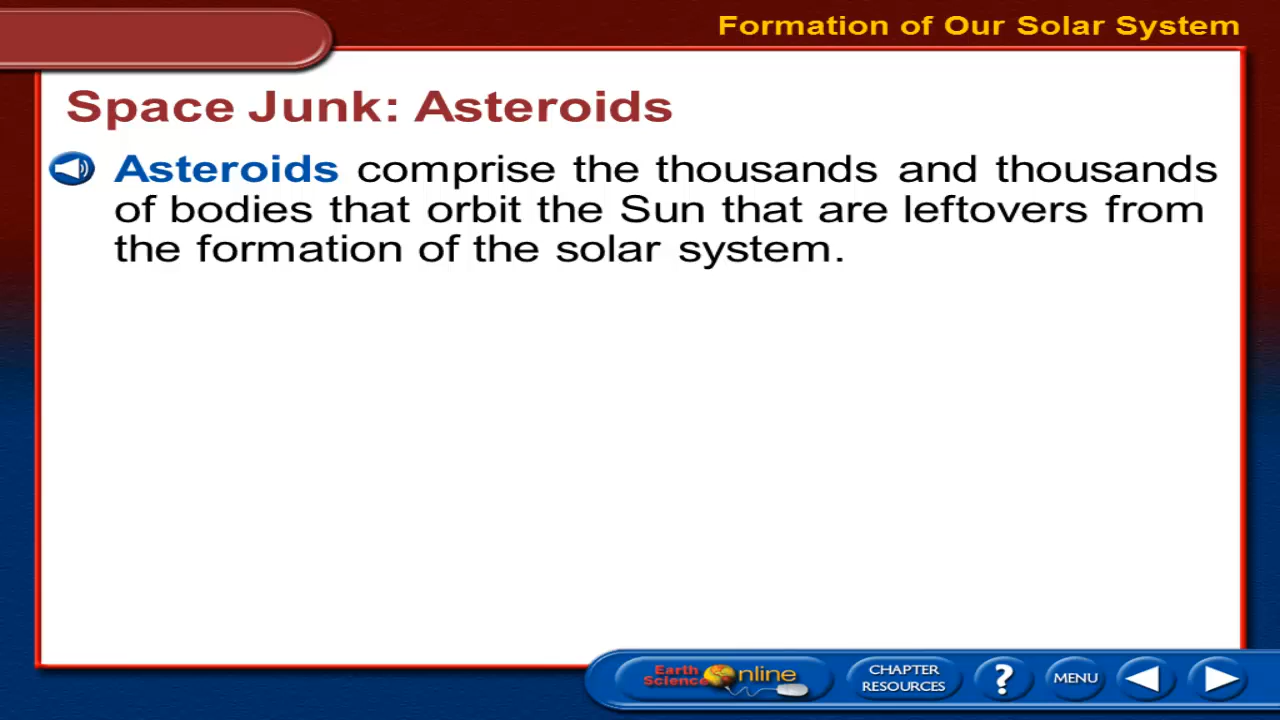 Formation of Our Solar System
Space Junk: Asteroids
Asteroids comprise the thousands and thousands
of bodies that orbit the Sun that are leftovers from
the formation of the solar system.
Earth
Science nline
CHAPTER
RESOURCES
?
MENU